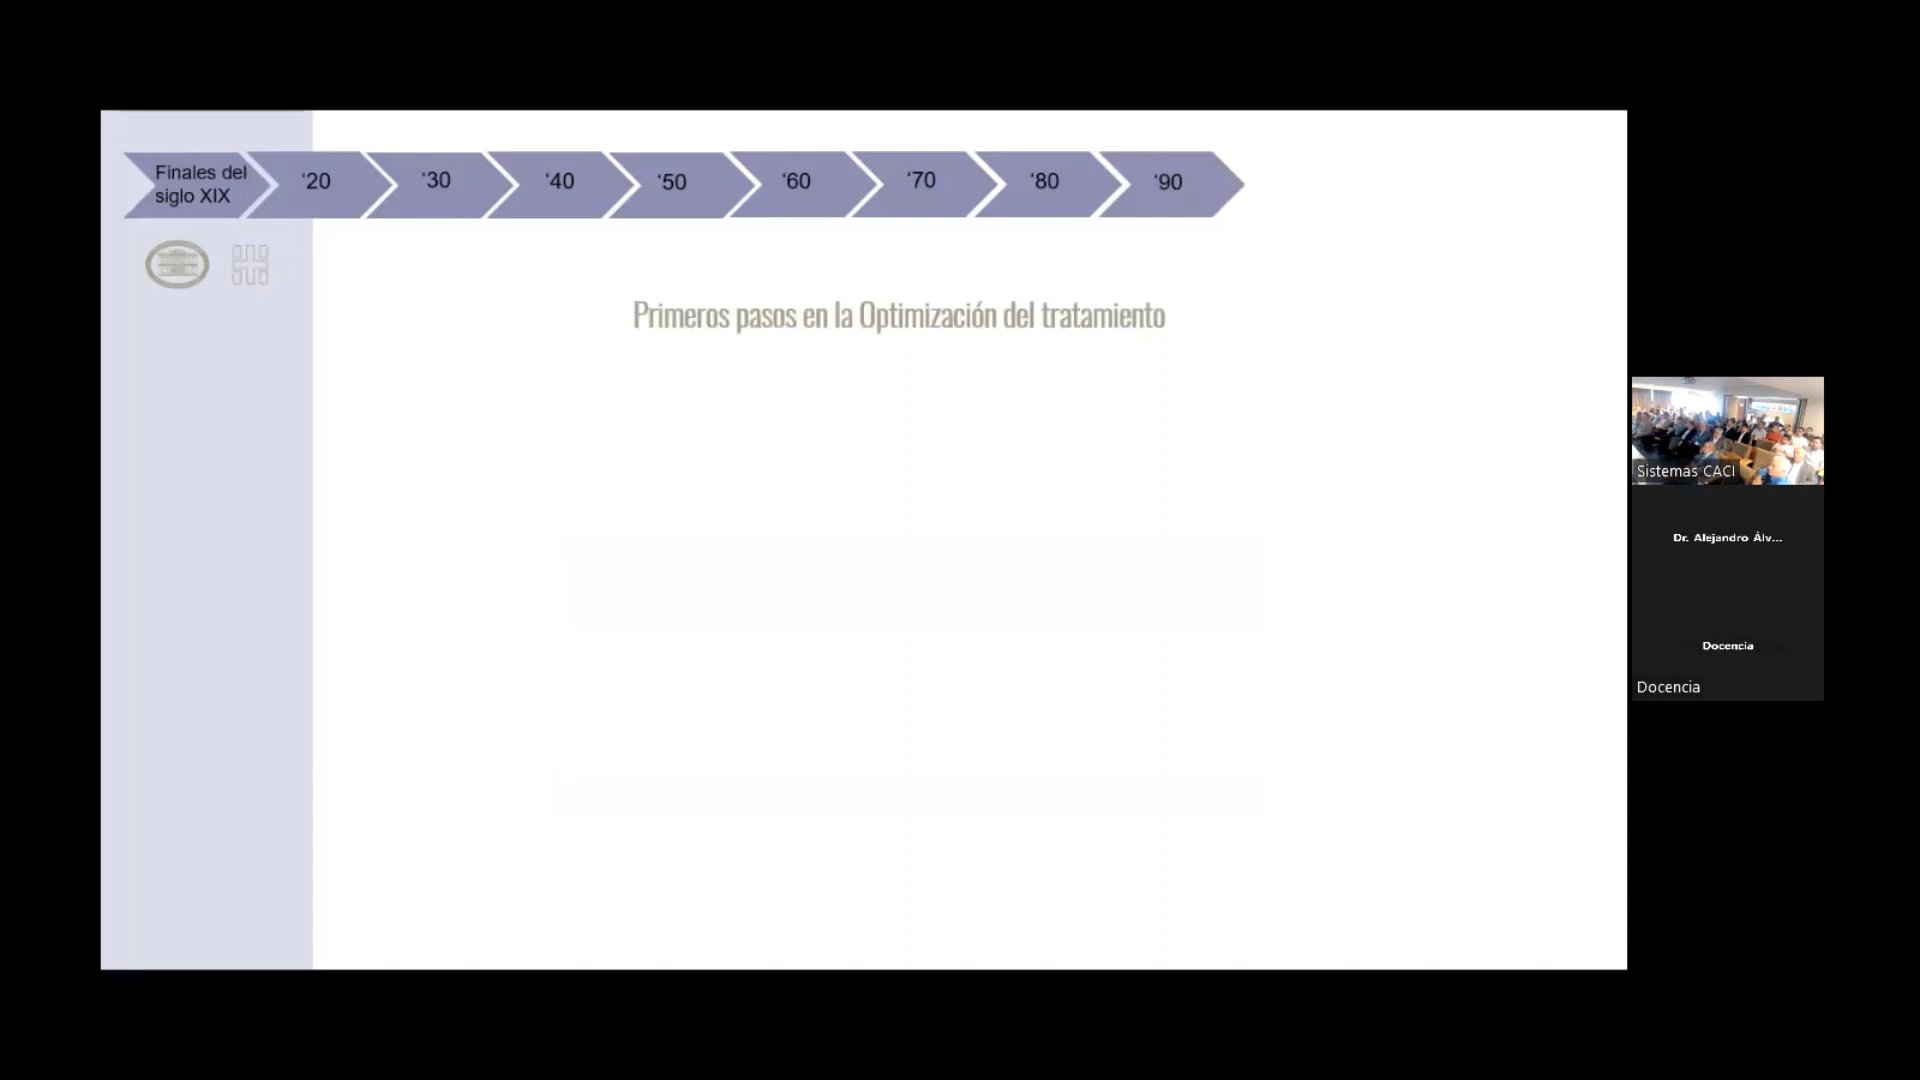 Finales del
siglo XIX
‘20
‘30
‘40
‘50
‘60
‘70
‘80
‘90
Primeros pasos en la Optimización del tratamiento
Sistemas CACI
Dr. Alejandro Álv...
Docencia
Docencia